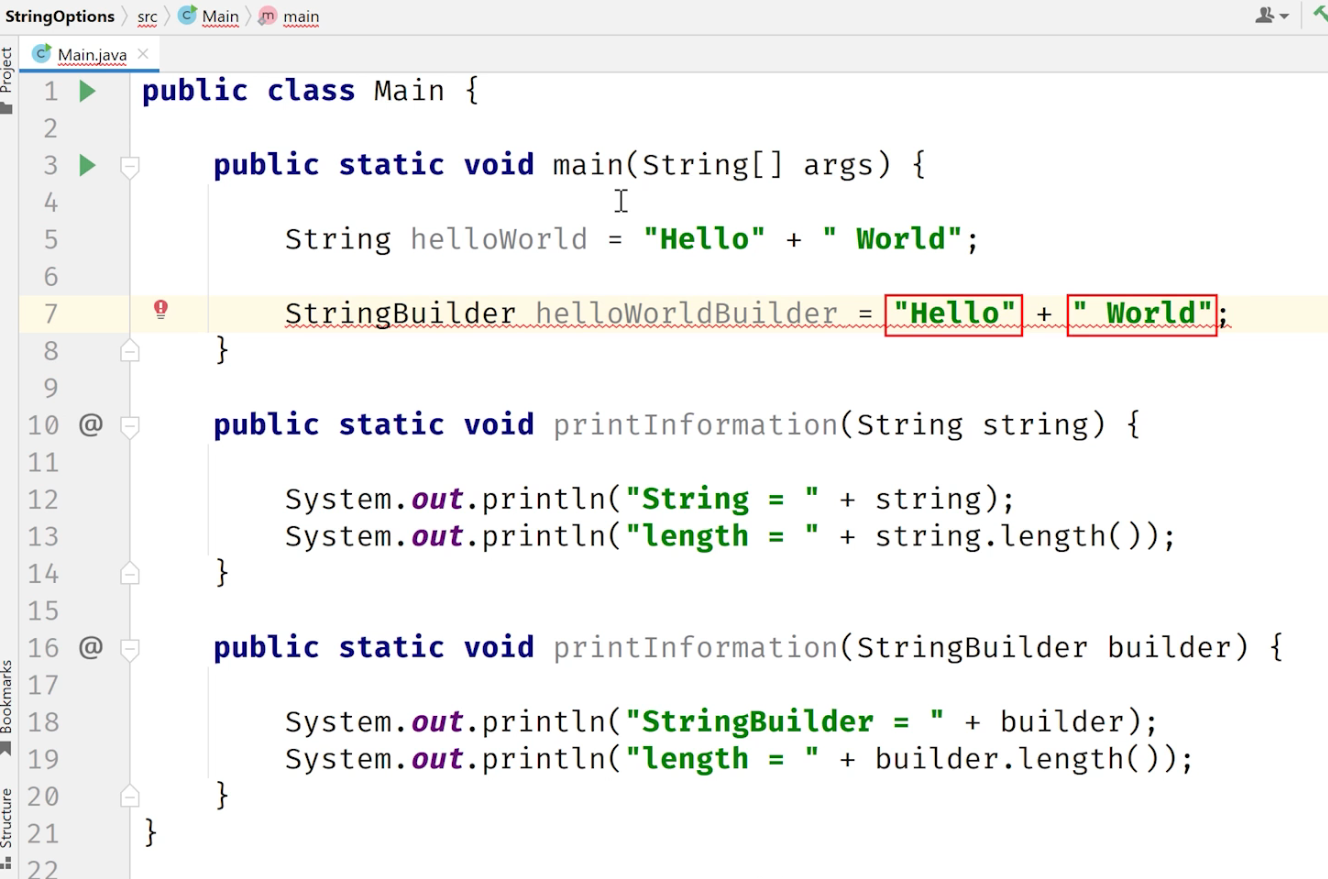 StringOptions src Main main
Project
Main.java
1 public class Main {
2
3 public static void main(String[] args) {
4
5 String helloWorld = "Hello" + " World";
6
7 StringBuilder helloWorldBuilder = "Hello" + " World";
8 }
9
10 @ public static void printInformation(String string) {
11
12 System.out.println("String = " + string);
13 System.out.println("length = " + string.length());
14 }
15
16 @ public static void printInformation(StringBuilder builder) {
17
18 System.out.println("StringBuilder = " + builder);
19 System.out.println("length = " + builder.length());
20 }
21 }
22
Bookmarks
Structure